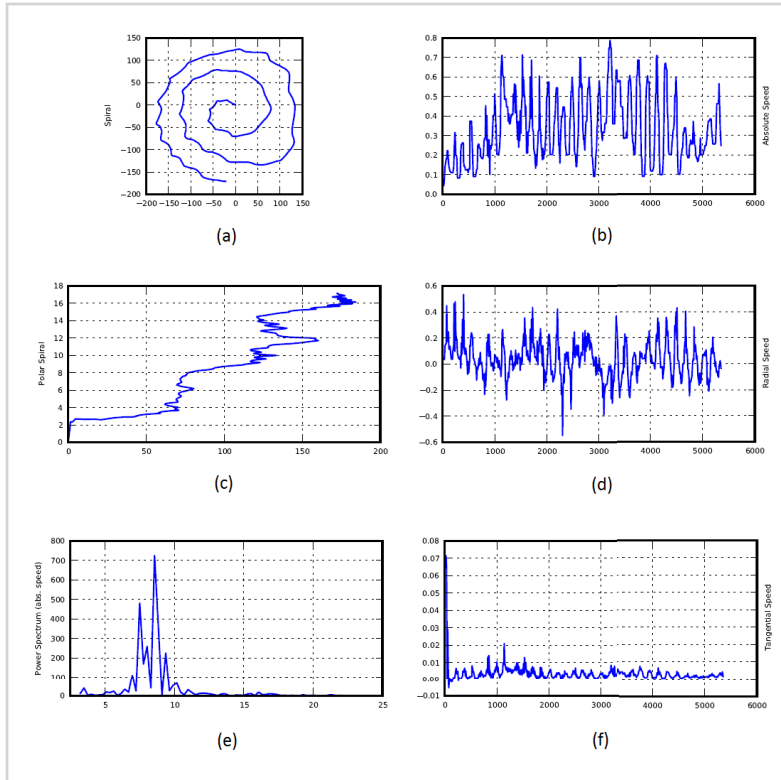 150
100
50
0
−50
−100
−150
−200
−200 −150 −100 −50 0 50 100 150
Spiral
(a)
0.8
0.7
0.6
0.5
0.4
0.3
0.2
0.1
0.0
0 1000 2000 3000 4000 5000 6000
Absolute Speed
(b)
18
16
14
12
10
8
6
4
2
0
0 50 100 150 200
Polar Spiral
(c)
0.6
0.4
0.2
0.0
−0.2
−0.4
−0.6
0 1000 2000 3000 4000 5000 6000
Radial Speed
(d)
800
700
600
500
400
300
200
100
0
5 10 15 20 25
Power Spectrum (abs. speed)
(e)
0.08
0.07
0.06
0.05
0.04
0.03
0.02
0.01
0.00
−0.01
0 1000 2000 3000 4000 5000 6000
Tangential Speed
(f)